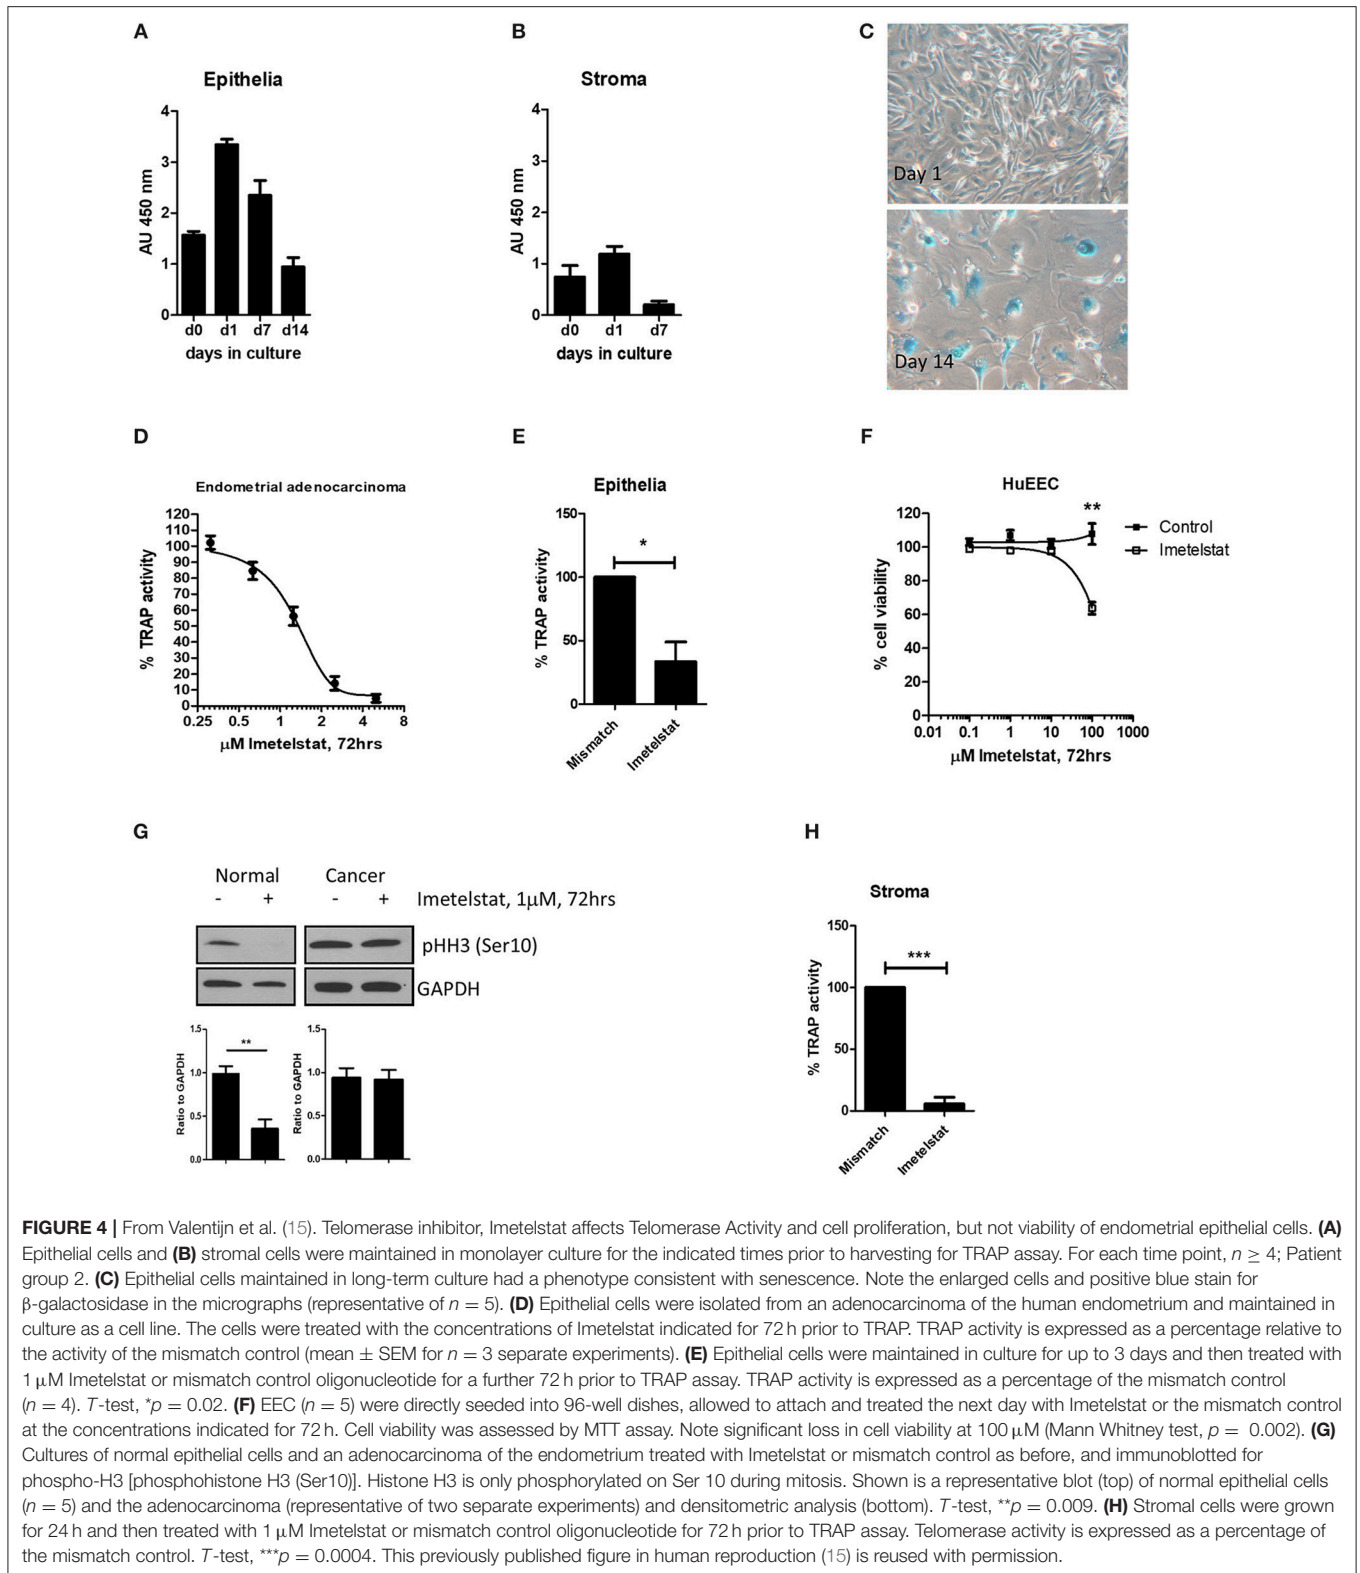 A
Epithelia
4
3
2
1
0
AU 450 nm
d0 d1 d7 d14
days in culture
B
Stroma
4
3
2
1
0
AU 450 nm
d0 d1 d7
days in culture
C
Day 1
Day 14
D
Endometrial adenocarcinoma
120
110
100
90
80
70
60
50
40
30
20
10
0
% TRAP activity
0.25 0.5 1 2 4 8
µM Imetelstat, 72hrs
E
Epithelia
150
100
50
0
% TRAP activity
*
Mismatch
Imetelstat
F
HuEEC
120
100
80
60
40
20
0
% cell viability
**
Control
Imetelstat
0.01 0.1 1 10 100 1000
µM Imetelstat, 72hrs
G
Normal Cancer
- + - + Imetelstat, 1µM, 72hrs
pHH3 (Ser10)
GAPDH
1.5
1.0
0.5
0.0
Ratio to GAPDH
**
1.5
1.0
0.5
0.0
Ratio to GAPDH
H
Stroma
150
100
50
0
% TRAP activity
***
Mismatch
Imetelstat
FIGURE 4 | From Valentijn et al. (15). Telomerase inhibitor, Imetelstat affects Telomerase Activity and cell proliferation, but not viability of endometrial epithelial cells. (A)
Epithelial cells and (B) stromal cells were maintained in monolayer culture for the indicated times prior to harvesting for TRAP assay. For each time point, n ≥ 4; Patient
group 2. (C) Epithelial cells maintained in long-term culture had a phenotype consistent with senescence. Note the enlarged cells and positive blue stain for
β-galactosidase in the micrographs (representative of n = 5). (D) Epithelial cells were isolated from an adenocarcinoma of the human endometrium and maintained in
culture as a cell line. The cells were treated with the concentrations of Imetelstat indicated for 72 h prior to TRAP. TRAP activity is expressed as a percentage relative to
the activity of the mismatch control (mean ± SEM for n = 3 separate experiments). (E) Epithelial cells were maintained in culture for up to 3 days and then treated with
1 µM Imetelstat or mismatch control oligonucleotide for a further 72 h prior to TRAP assay. TRAP activity is expressed as a percentage of the mismatch control
(n = 4). T-test, *p = 0.02. (F) EEC (n = 5) were directly seeded into 96-well dishes, allowed to attach and treated the next day with Imetelstat or the mismatch control
at the concentrations indicated for 72 h. Cell viability was assessed by MTT assay. Note significant loss in cell viability at 100 µM (Mann Whitney test, p = 0.002). (G)
Cultures of normal epithelial cells and an adenocarcinoma of the endometrium treated with Imetelstat or mismatch control as before, and immunoblotted for
phospho-H3 [phosphohistone H3 (Ser10)]. Histone H3 is only phosphorylated on Ser 10 during mitosis. Shown is a representative blot (top) of normal epithelial cells
(n = 5) and the adenocarcinoma (representative of two separate experiments) and densitometric analysis (bottom). T-test, **p = 0.009. (H) Stromal cells were grown
for 24 h and then treated with 1 µM Imetelstat or mismatch control oligonucleotide for 72 h prior to TRAP assay. Telomerase activity is expressed as a percentage of
the mismatch control. T-test, ***p = 0.0004. This previously published figure in human reproduction (15) is reused with permission.